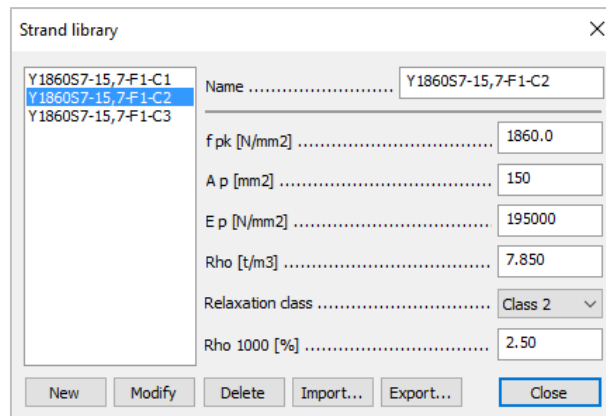 Strand library
Y1860S7-15,7-F1-C1
Y1860S7-15,7-F1-C2
Y1860S7-15,7-F1-C3
Name .......................... Y1860S7-15,7-F1-C2
f pk [N/mm2] ................................... 1860.0
A p [mm2] ...................................... 150
E p [N/mm2] .................................... 195000
Rho [t/m3] ..................................... 7.850
Relaxation class ............................... Class 2
Rho 1000 [%] ................................... 2.50
New Modify Delete Import... Export... Close